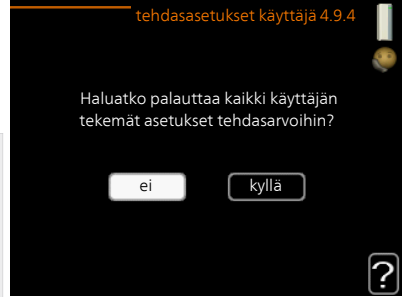 tehdasasetukset käyttäjä 4.9.4
Haluatko palauttaa kaikki käyttäjän
tekemät asetukset tehdasarvoihin?
ei
kyllä
?